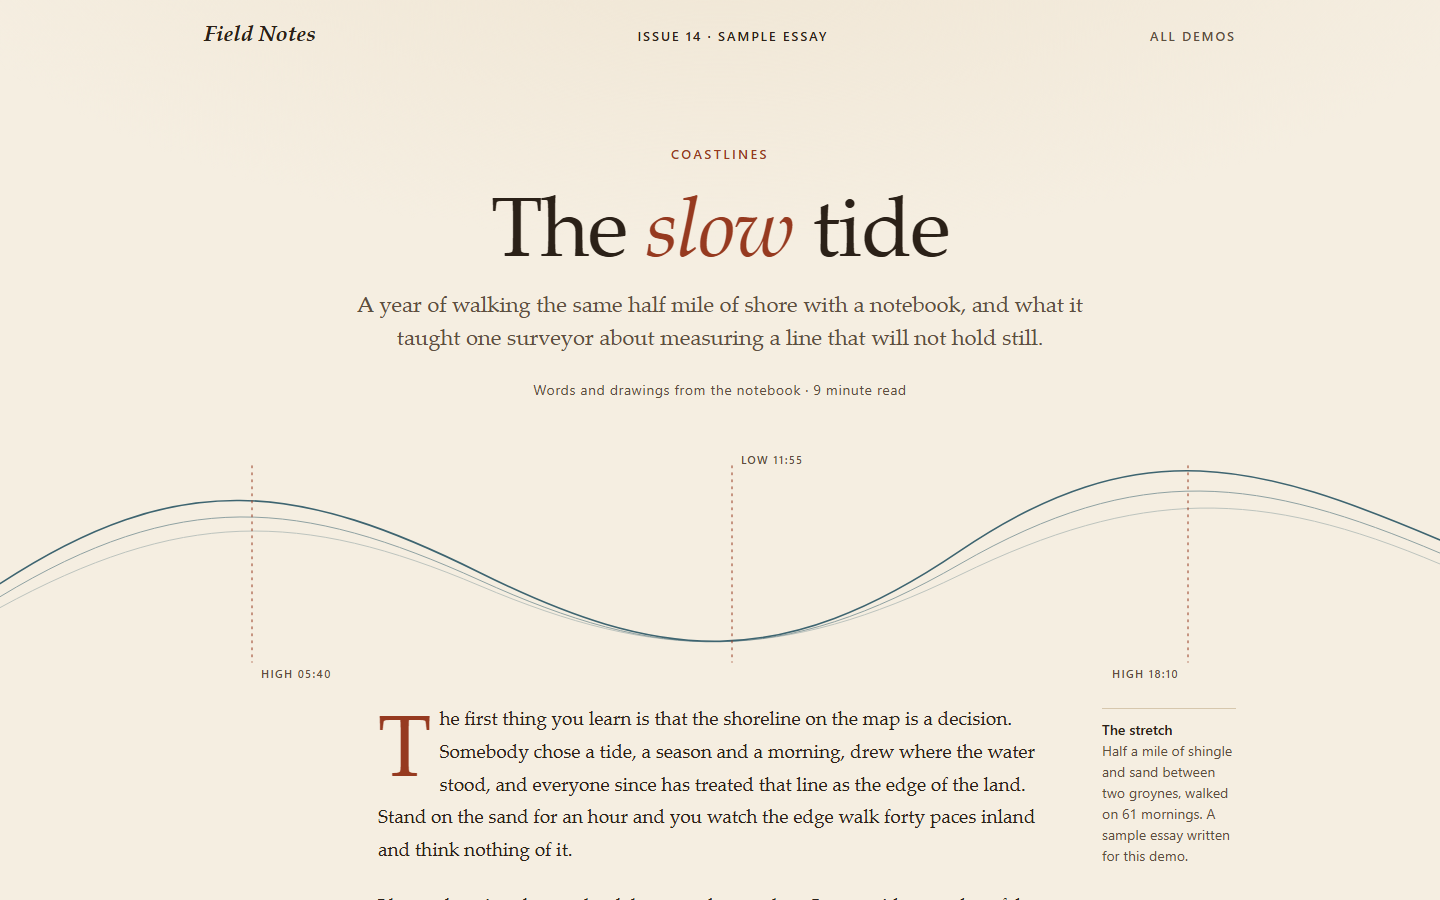 Field Notes
ISSUE 14 · SAMPLE ESSAY
ALL DEMOS
COASTLINES
The slow tide
A year of walking the same half mile of shore with a notebook, and what it
taught one surveyor about measuring a line that will not hold still.
Words and drawings from the notebook · 9 minute read
LOW 11:55
HIGH 05:40
HIGH 18:10
The first thing you learn is that the shoreline on the map is a decision.
Somebody chose a tide, a season and a morning, drew where the water
stood, and everyone since has treated that line as the edge of the land.
Stand on the sand for an hour and you watch the edge walk forty paces inland
and think nothing of it.
The stretch
Half a mile of shingle
and sand between
two groynes, walked
on 61 mornings. A
sample essay written
for this demo.